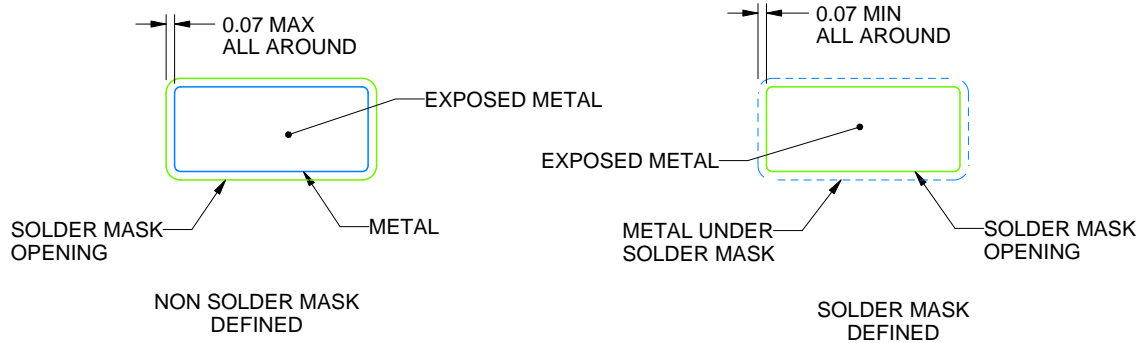 0.07 MAX
ALL AROUND
EXPOSED METAL
SOLDER MASK
OPENING
METAL
NON SOLDER MASK
DEFINED
0.07 MIN
ALL AROUND
EXPOSED METAL
METAL UNDER
SOLDER MASK
SOLDER MASK
OPENING
SOLDER MASK
DEFINED